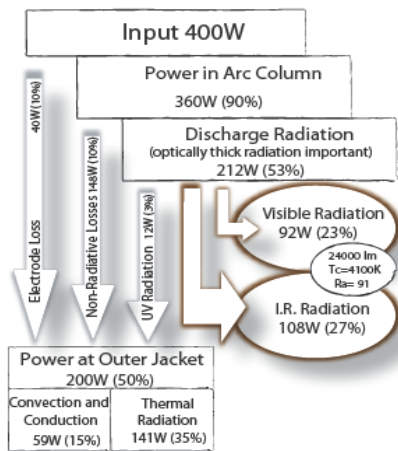 Input 400W
Power in Arc Column
360W (90%)
Discharge Radiation
(optically thick radiation important)
212W (53%)
40W (10%)
Electrode Loss
Non-Radiative Losses 148W (10%)
UV Radiation 12W (3%)
Visible Radiation
92W (23%)
24000 lm
Tc=4100K
Ra= 91
I.R. Radiation
108W (27%)
Power at Outer Jacket
200W (50%)
Convection and
Conduction
59W (15%)
Thermal
Radiation
141W (35%)